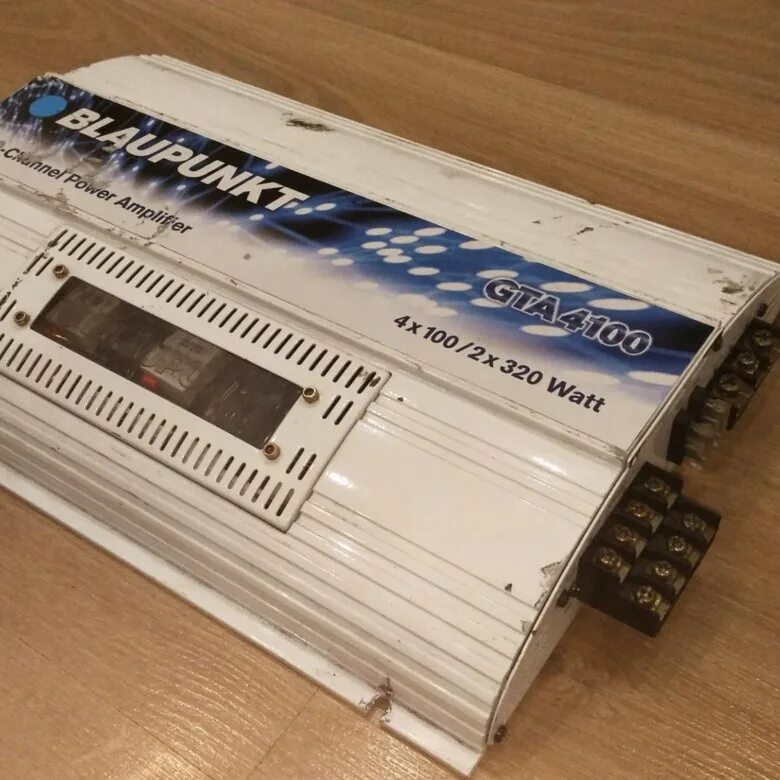 BLAUPUNKT
-Channel Power Amplifier
GTA 4100
4 x 100 / 2 x 320 Watt